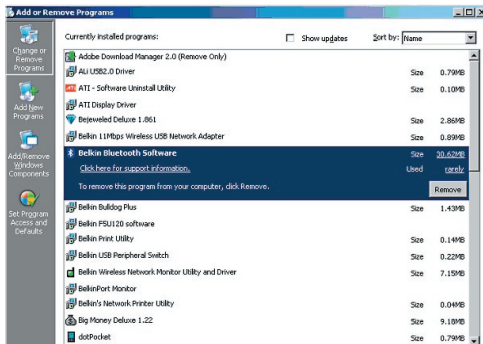 Add or Remove Programs
Change or
Remove
Programs
Add New
Programs
Add/Remove
Windows
Components
Set Program
Access and
Defaults
Currently installed programs:
Show updates
Sort by: Name
Adobe Download Manager 2.0 (Remove Only)
ALi USB2.0 Driver Size 0.79MB
ATI - Software Uninstall Utility Size 0.10MB
ATI Display Driver
Bejeweled Deluxe 1.861 Size 2.86MB
Belkin 11Mbps Wireless USB Network Adapter Size 0.89MB
Belkin Bluetooth Software Size 30.62MB
Click here for support information. Used rarely
To remove this program from your computer, click Remove. Remove
Belkin Bulldog Plus Size 1.43MB
Belkin F5U120 software
Belkin Print Utility Size 0.14MB
Belkin USB Peripheral Switch Size 0.22MB
Belkin Wireless Network Monitor Utility and Driver Size 7.15MB
BelkinPort Monitor
Belkin's Network Printer Utility Size 0.04MB
Big Money Deluxe 1.22 Size 9.18MB
dotPocket Size 0.79MB